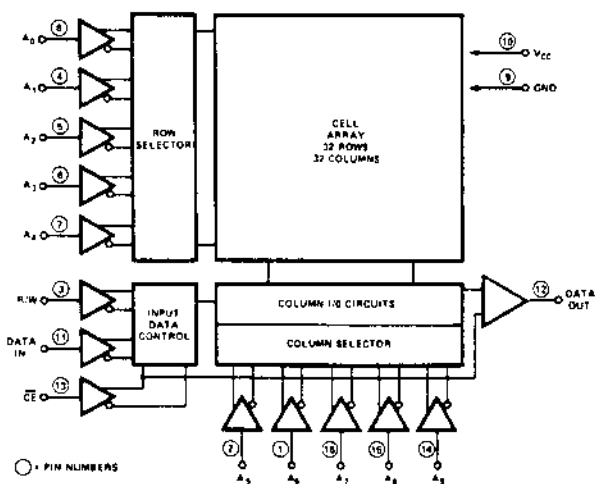 A0 8
A1 4
A2 5
A3 6
A4 7
ROW
SELECTOR
CELL
ARRAY
32 ROWS
32 COLUMNS
10 VCC
9 GND
R/W 3
DATA
IN 11
CE 13
INPUT
DATA
CONTROL
COLUMN I/O CIRCUITS
COLUMN SELECTOR
12 DATA
OUT
2 1 16 15 14
A5 A6 A7 A8 A9
= PIN NUMBERS